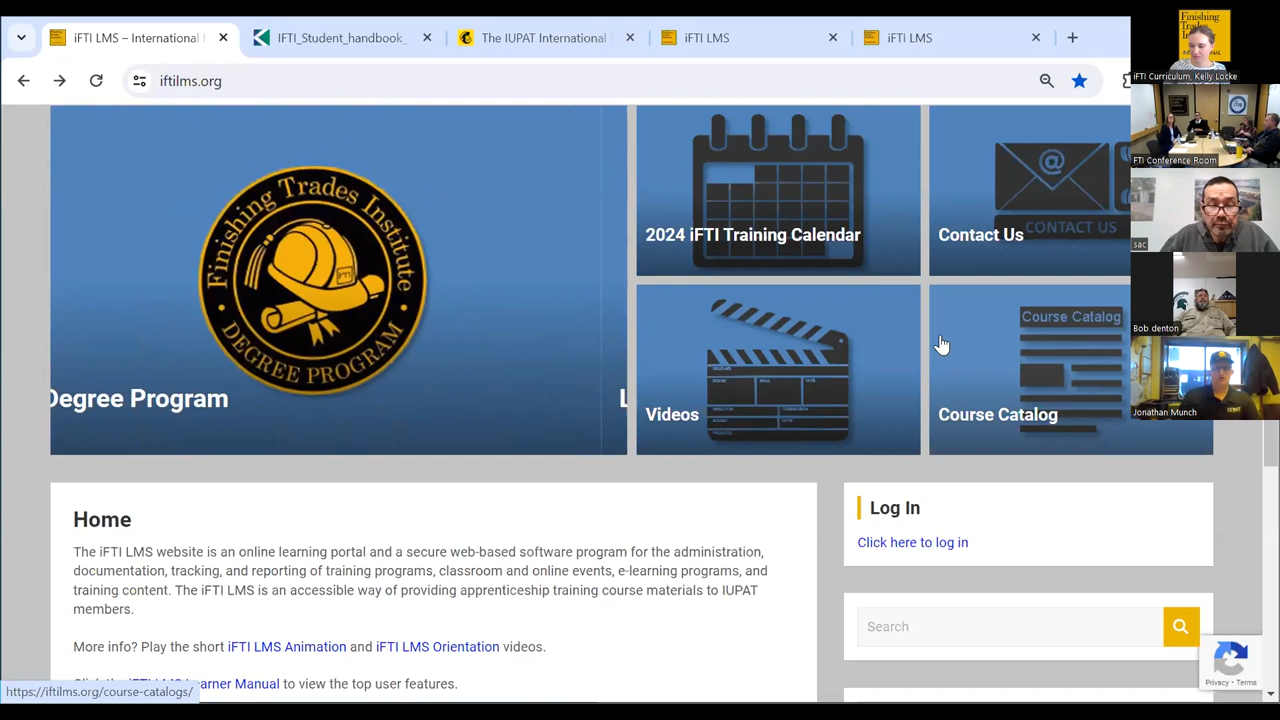 iFTI LMS – International
IFTI_Student_handbook_
The IUPAT International
iFTI LMS
iFTI LMS
iftilms.org
Finishing Trades Institute
DEGREE PROGRAM
Degree Program
L
2024 iFTI Training Calendar
CONTACT US
Contact Us
Videos
Course Catalog
Course Catalog
Finishing
Trades
Institute
iFTI Curriculum, Kelly Locke
FTI Conference Room
sac
Bob denton
Jonathan Munch
Home
The iFTI LMS website is an online learning portal and a secure web-based software program for the administration,
documentation, tracking, and reporting of training programs, classroom and online events, e-learning programs, and
training content. The iFTI LMS is an accessible way of providing apprenticeship training course materials to IUPAT
members.
More info? Play the short iFTI LMS Animation and iFTI LMS Orientation videos.
arner Manual to view the top user features.
https://iftilms.org/course-catalogs/
Log In
Click here to log in
Search
Privacy - Terms